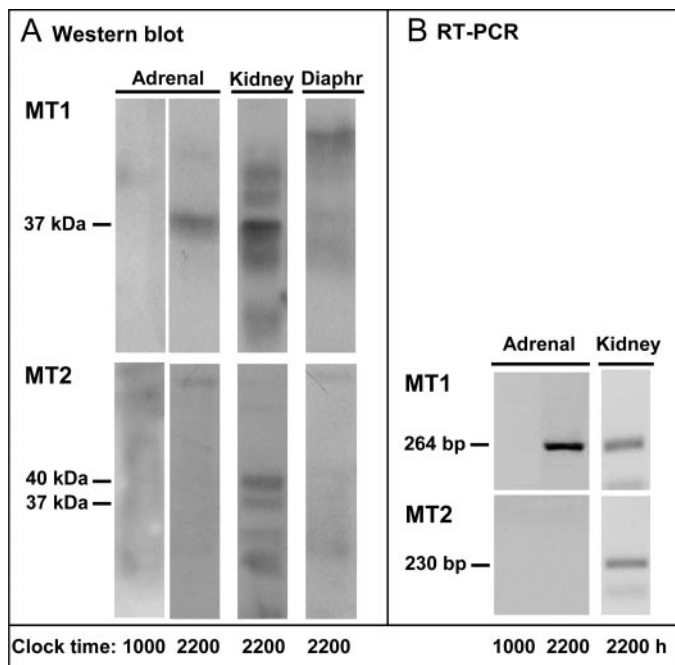 A Western blot
Adrenal Kidney Diaphr
MT1
37 kDa
MT2
40 kDa
37 kDa
Clock time: 1000 2200 2200 2200
B RT-PCR
Adrenal Kidney
MT1
264 bp
MT2
230 bp
1000 2200 2200 h